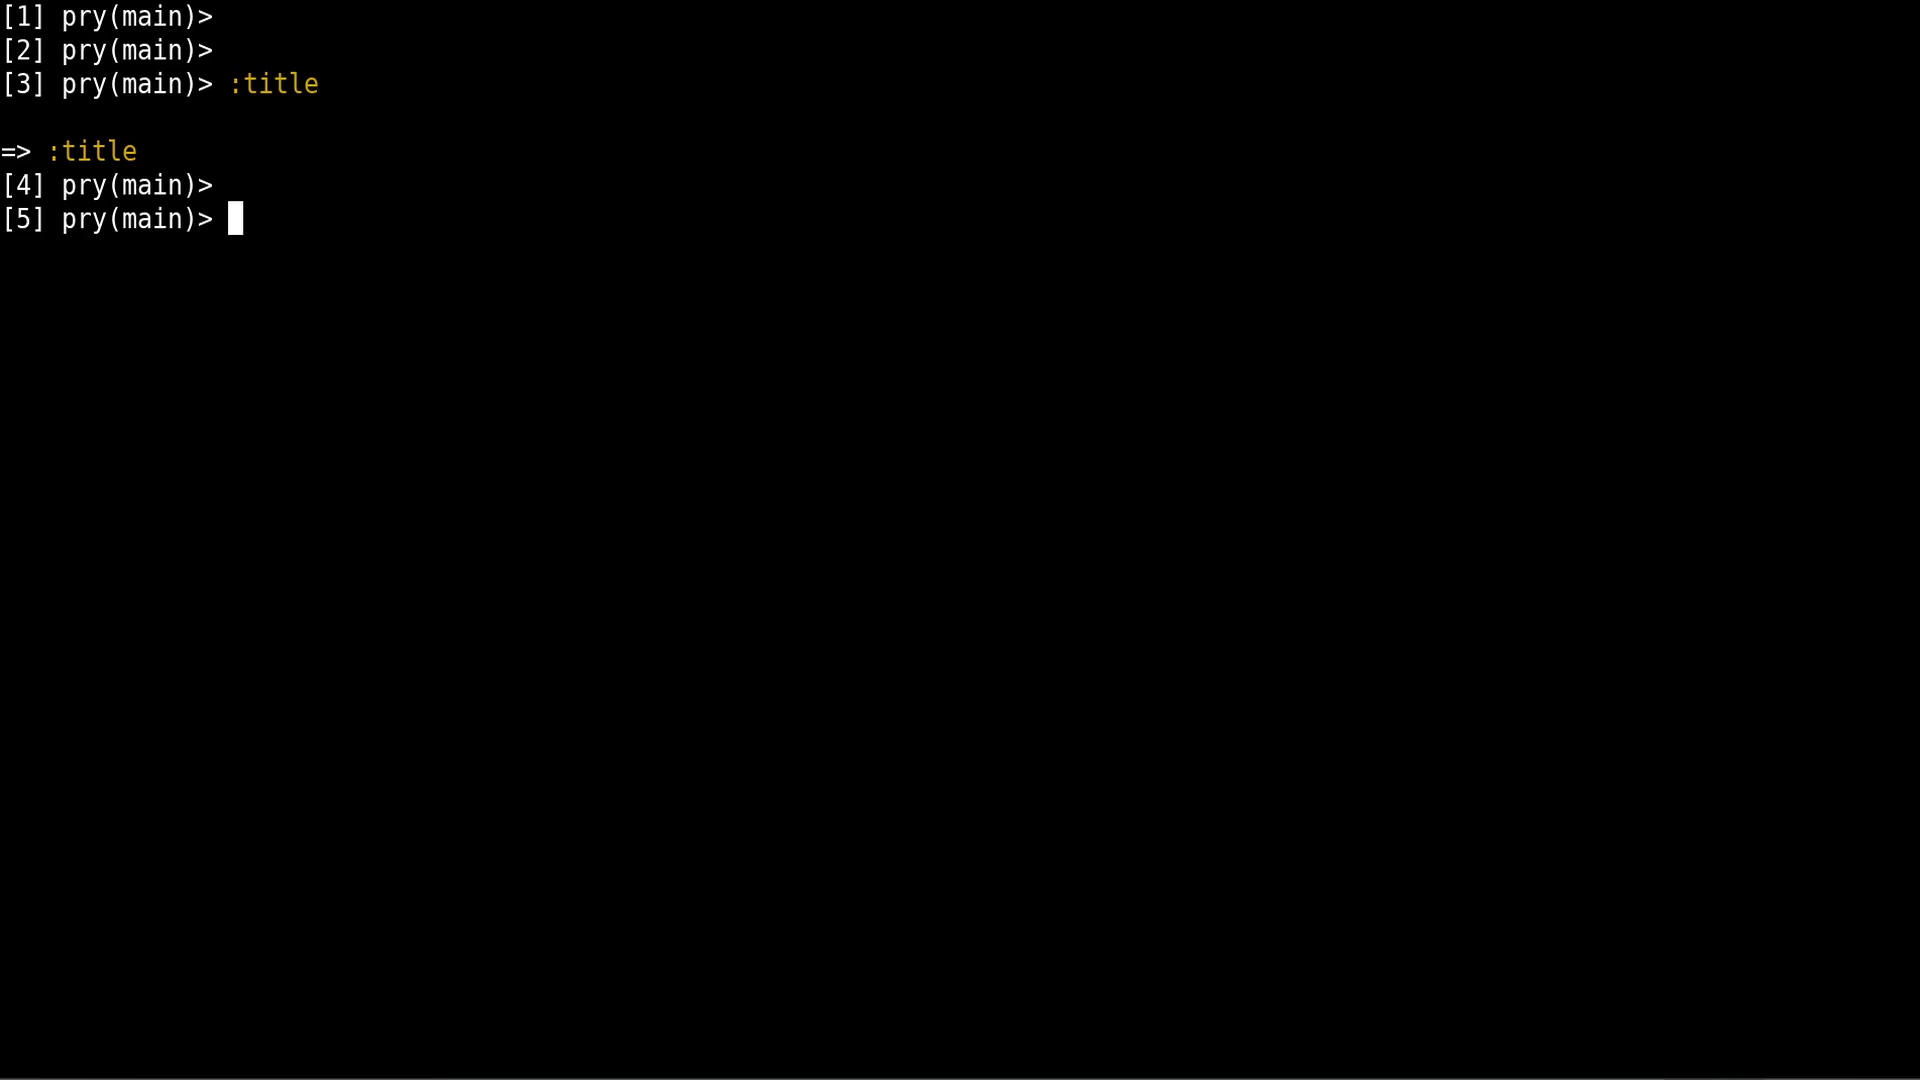 [1] pry(main)>
[2] pry(main)>
[3] pry(main)> :title
=> :title
[4] pry(main)>
[5] pry(main)>